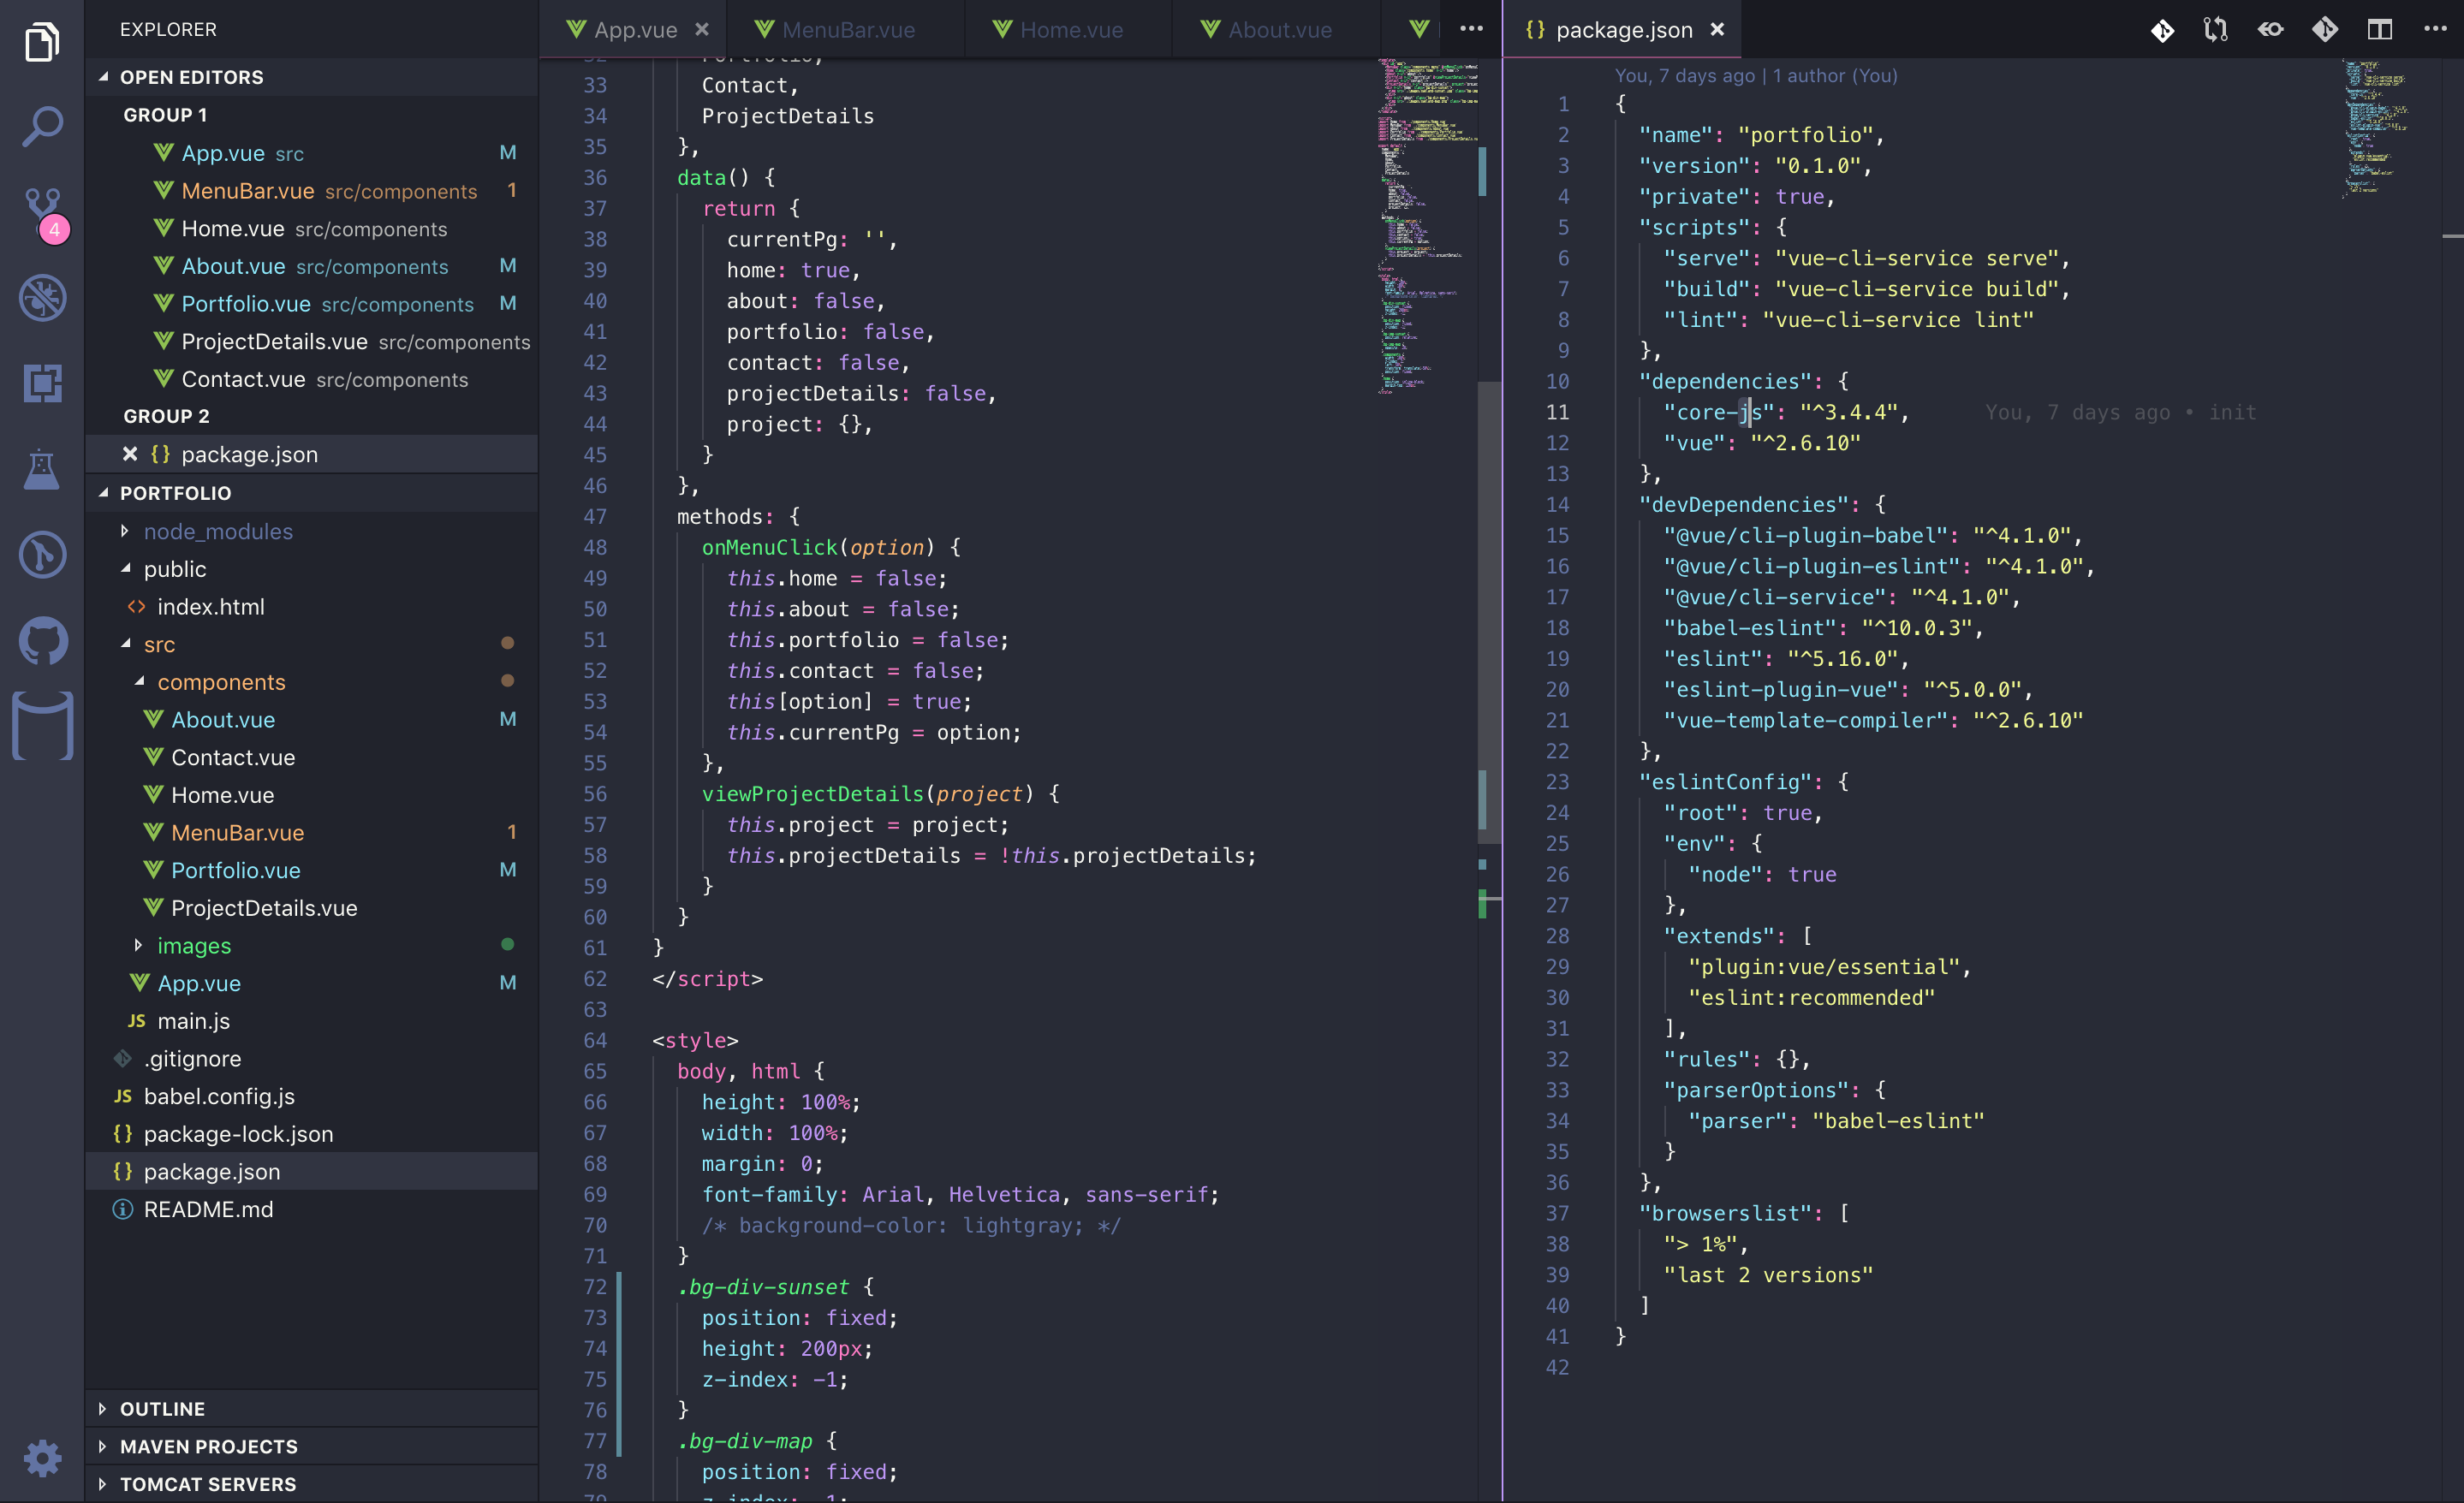 EXPLORER
OPEN EDITORS
GROUP 1
App.vue src M
MenuBar.vue src/components 1
Home.vue src/components
About.vue src/components M
Portfolio.vue src/components M
ProjectDetails.vue src/components
Contact.vue src/components
GROUP 2
{} package.json
PORTFOLIO
node_modules
public
<> index.html
src
components
About.vue M
Contact.vue
Home.vue
MenuBar.vue 1
Portfolio.vue M
ProjectDetails.vue
images
App.vue M
JS main.js
.gitignore
JS babel.config.js
{} package-lock.json
{} package.json
README.md
OUTLINE
MAVEN PROJECTS
TOMCAT SERVERS
4
App.vue
MenuBar.vue
Home.vue
About.vue
33 Contact,
34 ProjectDetails
35 },
36 data() {
37 return {
38 currentPg: '',
39 home: true,
40 about: false,
41 portfolio: false,
42 contact: false,
43 projectDetails: false,
44 project: {},
45 }
46 },
47 methods: {
48 onMenuClick(option) {
49 this.home = false;
50 this.about = false;
51 this.portfolio = false;
52 this.contact = false;
53 this[option] = true;
54 this.currentPg = option;
55 },
56 viewProjectDetails(project) {
57 this.project = project;
58 this.projectDetails = !this.projectDetails;
59 }
60 }
61 }
62 </script>
63
64 <style>
65 body, html {
66 height: 100%;
67 width: 100%;
68 margin: 0;
69 font-family: Arial, Helvetica, sans-serif;
70 /* background-color: lightgray; */
71 }
72 .bg-div-sunset {
73 position: fixed;
74 height: 200px;
75 z-index: -1;
76 }
77 .bg-div-map {
78 position: fixed;
{} package.json
You, 7 days ago | 1 author (You)
1 {
2 "name": "portfolio",
3 "version": "0.1.0",
4 "private": true,
5 "scripts": {
6 "serve": "vue-cli-service serve",
7 "build": "vue-cli-service build",
8 "lint": "vue-cli-service lint"
9 },
10 "dependencies": {
11 "core-js": "^3.4.4", You, 7 days ago • init
12 "vue": "^2.6.10"
13 },
14 "devDependencies": {
15 "@vue/cli-plugin-babel": "^4.1.0",
16 "@vue/cli-plugin-eslint": "^4.1.0",
17 "@vue/cli-service": "^4.1.0",
18 "babel-eslint": "^10.0.3",
19 "eslint": "^5.16.0",
20 "eslint-plugin-vue": "^5.0.0",
21 "vue-template-compiler": "^2.6.10"
22 },
23 "eslintConfig": {
24 "root": true,
25 "env": {
26 "node": true
27 },
28 "extends": [
29 "plugin:vue/essential",
30 "eslint:recommended"
31 ],
32 "rules": {},
33 "parserOptions": {
34 "parser": "babel-eslint"
35 }
36 },
37 "browserslist": [
38 "> 1%",
39 "last 2 versions"
40 ]
41 }
42